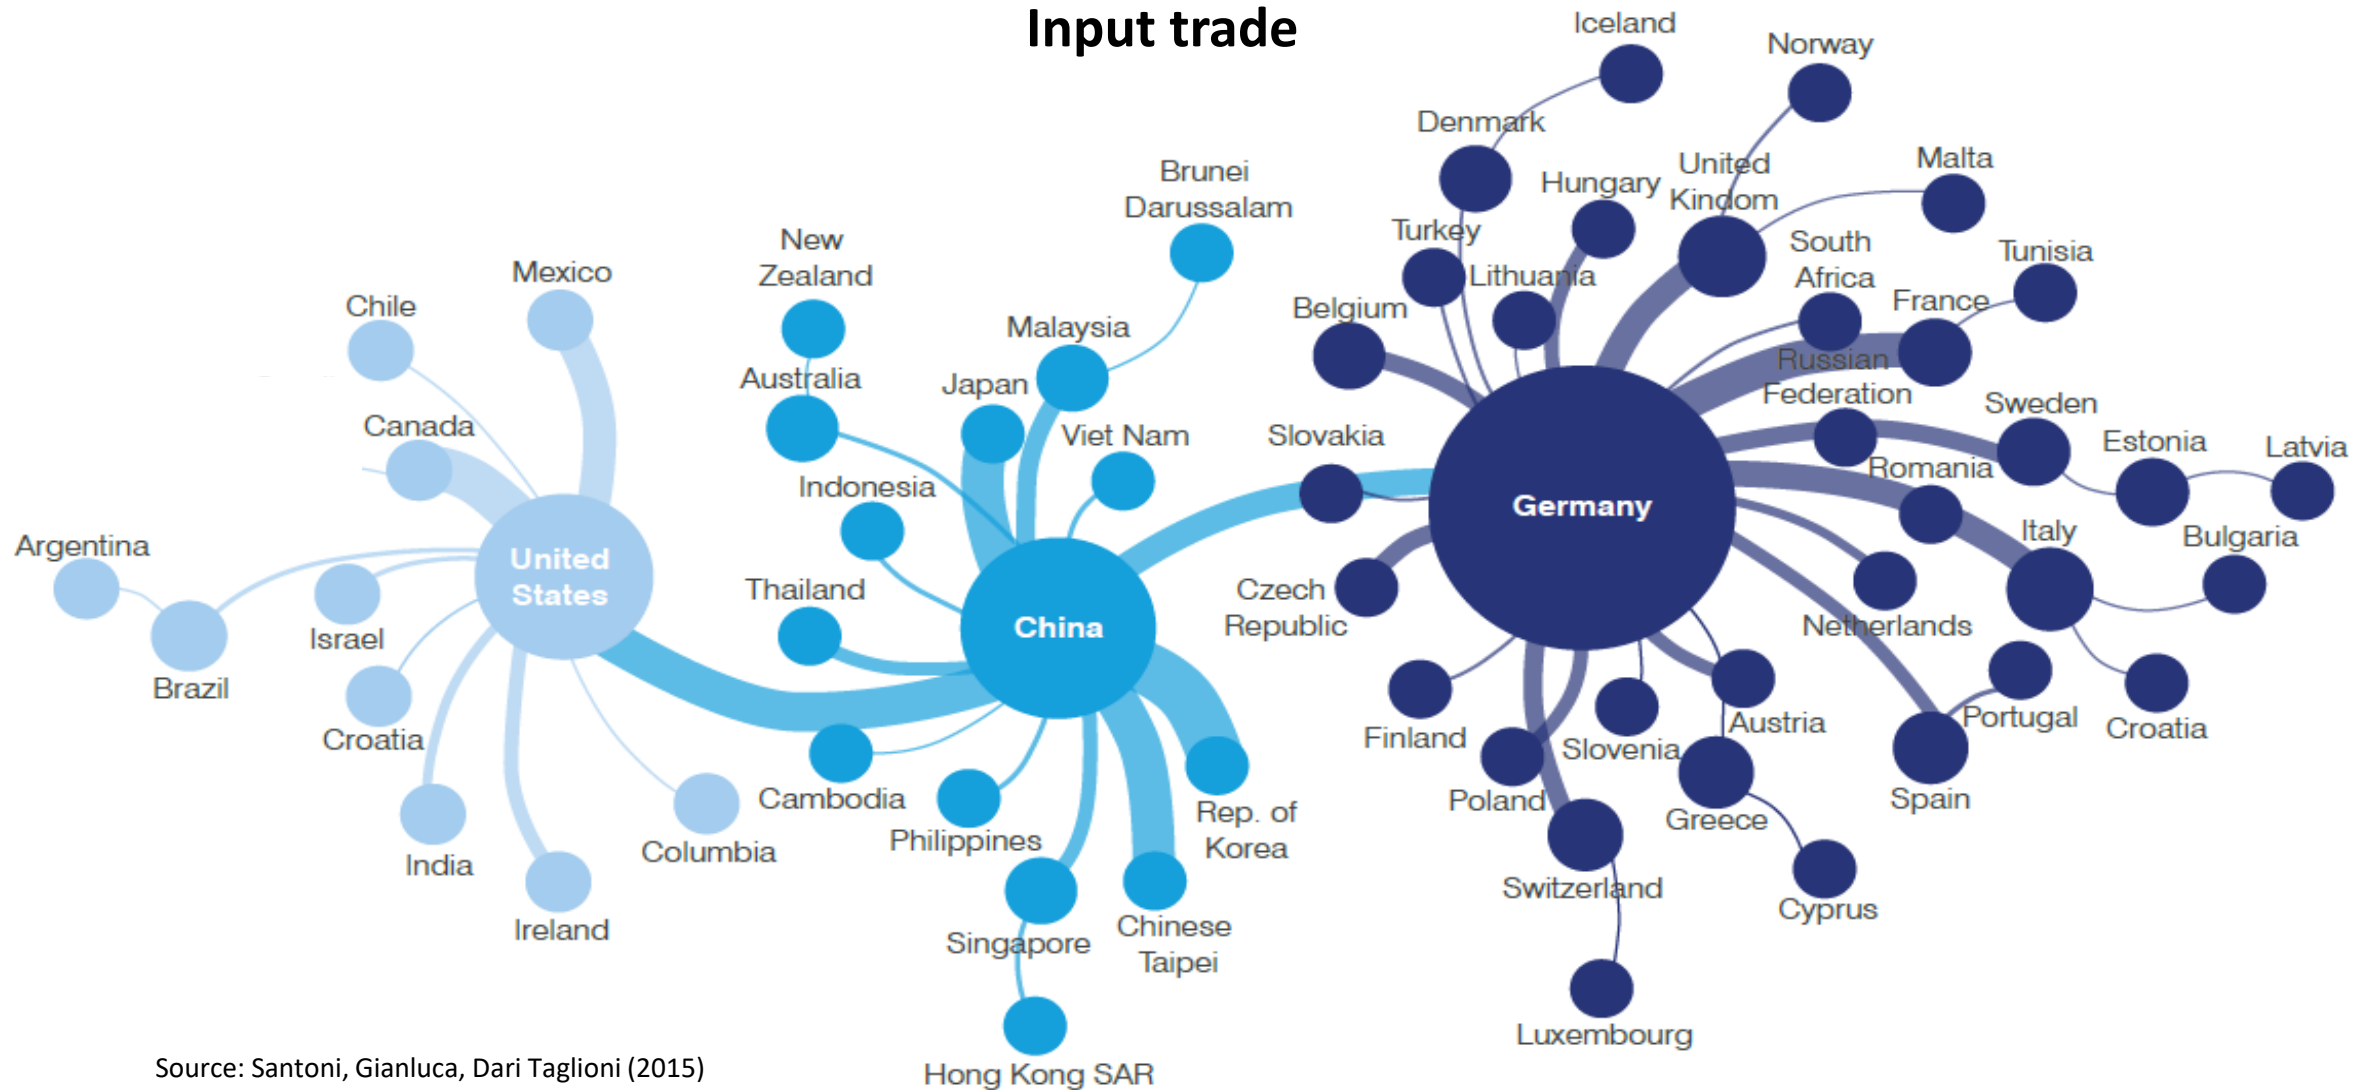 Input trade
Iceland
Norway
Denmark
United
Kindom
Malta
Hungary
Brunei
Darussalam
Turkey
South
Africa
Tunisia
New
Zealand
Mexico
Lithuania
Chile
Belgium
France
Malaysia
Russian
Federation
Australia
Japan
Canada
Viet Nam
Slovakia
Sweden
Estonia
Latvia
Romania
Indonesia
Germany
Italy
Bulgaria
Argentina
United
States
Thailand
Czech
Republic
China
Netherlands
Israel
Brazil
Croatia
Finland
Slovenia
Austria
Portugal
Croatia
Cambodia
Poland
Spain
Greece
Rep. of
Korea
Philippines
India
Columbia
Switzerland
Cyprus
Ireland
Singapore
Chinese
Taipei
Luxembourg
Source: Santoni, Gianluca, Dari Taglioni (2015)
Hong Kong SAR